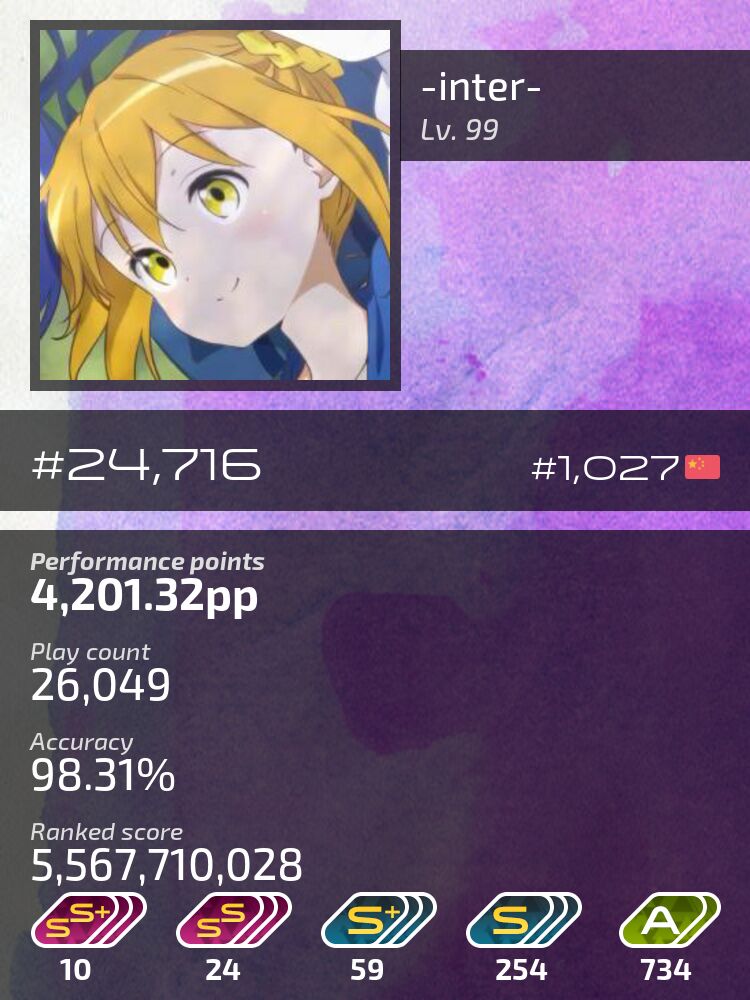 -inter-
Lv. 99
#24,716
#1,027
Performance points
4,201.32pp
Play count
26,049
Accuracy
98.31%
Ranked score
5,567,710,028
SS+ SS S+ S A
10 24 59 254 734